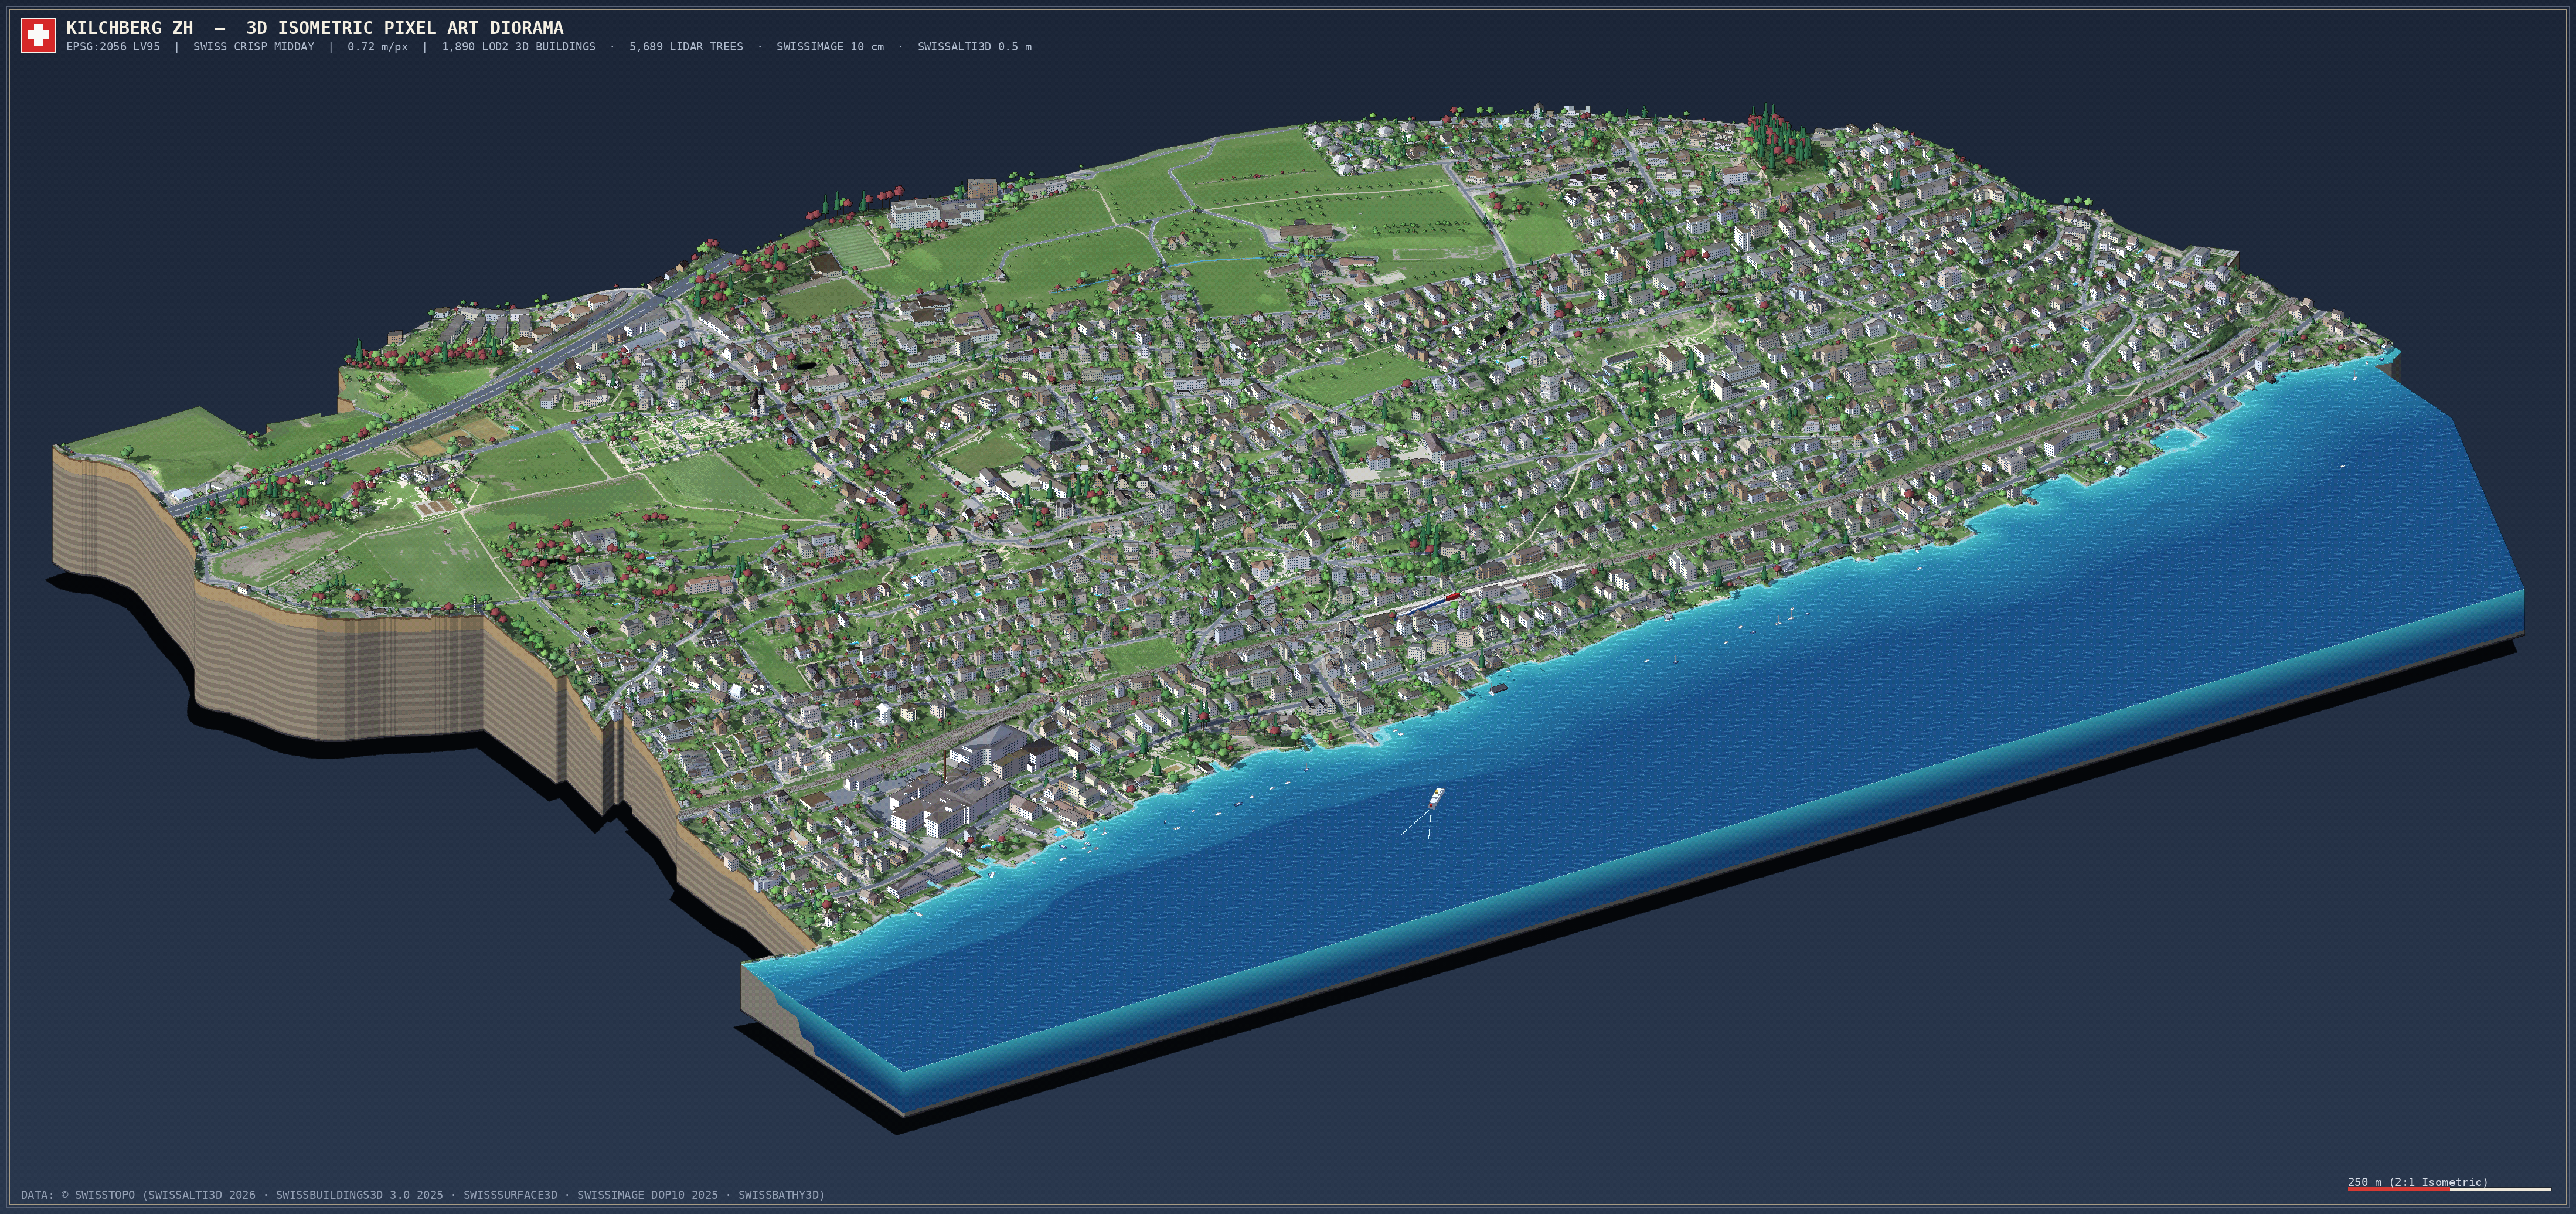 KILCHBERG ZH — 3D ISOMETRIC PIXEL ART DIORAMA
EPSG:2056 LV95 | SWISS CRISP MIDDAY | 0.72 m/px | 1,890 LOD2 3D BUILDINGS · 5,689 LIDAR TREES · SWISSIMAGE 10 cm · SWISSALTI3D 0.5 m
250 m (2:1 Isometric)
DATA: © SWISSTOPO (SWISSALTI3D 2026 · SWISSBUILDINGS3D 3.0 2025 · SWISSSURFACE3D · SWISSIMAGE DOP10 2025 · SWISSBATHY3D)